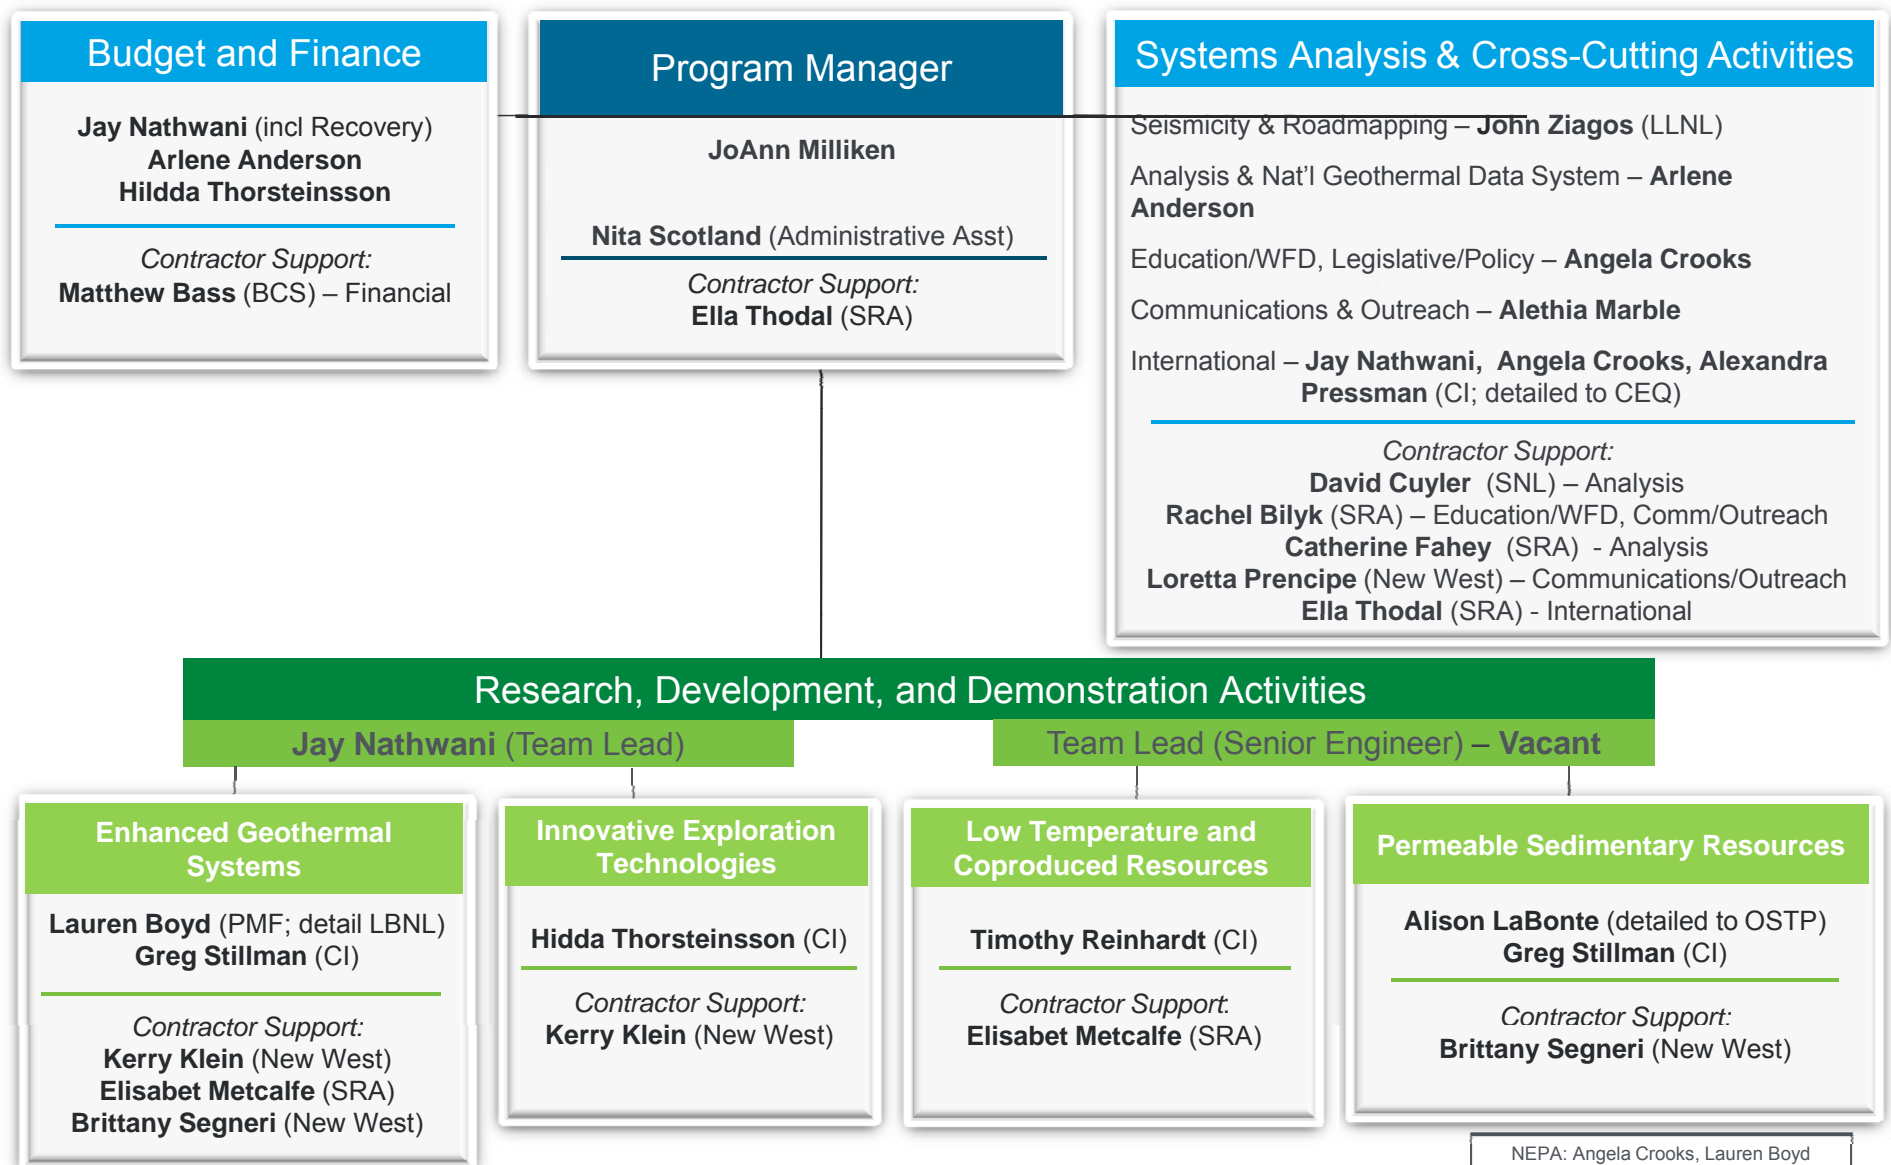 Budget and Finance
Jay Nathwani (incl Recovery)
Arlene Anderson
Hildda Thorsteinsson
Contractor Support:
Matthew Bass (BCS) – Financial
Program Manager
JoAnn Milliken
Nita Scotland (Administrative Asst)
Contractor Support:
Ella Thodal (SRA)
Systems Analysis & Cross-Cutting Activities
Seismicity & Roadmapping – John Ziagos (LLNL)
Analysis & Nat’l Geothermal Data System – Arlene
Anderson
Education/WFD, Legislative/Policy – Angela Crooks
Communications & Outreach – Alethia Marble
International – Jay Nathwani, Angela Crooks, Alexandra
Pressman (CI; detailed to CEQ)
Contractor Support:
David Cuyler (SNL) – Analysis
Rachel Bilyk (SRA) – Education/WFD, Comm/Outreach
Catherine Fahey (SRA) - Analysis
Loretta Prencipe (New West) – Communications/Outreach
Ella Thodal (SRA) - International
Research, Development, and Demonstration Activities
Jay Nathwani (Team Lead)
Team Lead (Senior Engineer) – Vacant
Enhanced Geothermal
Systems
Lauren Boyd (PMF; detail LBNL)
Greg Stillman (CI)
Contractor Support:
Kerry Klein (New West)
Elisabet Metcalfe (SRA)
Brittany Segneri (New West)
Innovative Exploration
Technologies
Hidda Thorsteinsson (CI)
Contractor Support:
Kerry Klein (New West)
Low Temperature and
Coproduced Resources
Timothy Reinhardt (CI)
Contractor Support:
Elisabet Metcalfe (SRA)
Permeable Sedimentary Resources
Alison LaBonte (detailed to OSTP)
Greg Stillman (CI)
Contractor Support:
Brittany Segneri (New West)
NEPA: Angela Crooks, Lauren Boyd